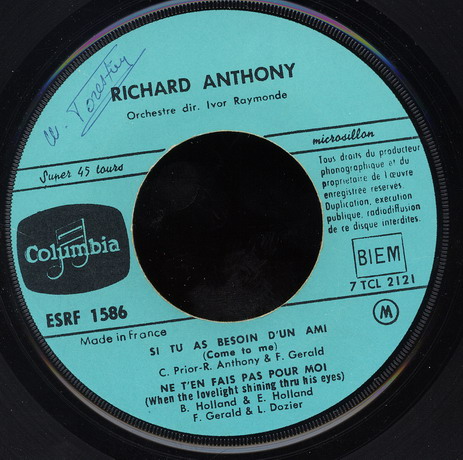 W. Forestier
RICHARD ANTHONY
Orchestre dir. Ivor Raymonde
Super 45 tours
microsillon
Tous droits du producteur
phonographique et du
propriétaire de l'œuvre
enregistrée réservés.
Duplication, exécution
publique, radiodiffusion
de ce disque interdites.
Columbia
BIEM
7 TCL 2121
ESRF 1586
M
Made in France
SI TU AS BESOIN D'UN AMI
(Come to me)
C. Prior-R. Anthony & F. Gerald
NE T'EN FAIS PAS POUR MOI
(When the lovelight shining thru his eyes)
B. Holland & E. Holland
F. Gerald & L. Dozier